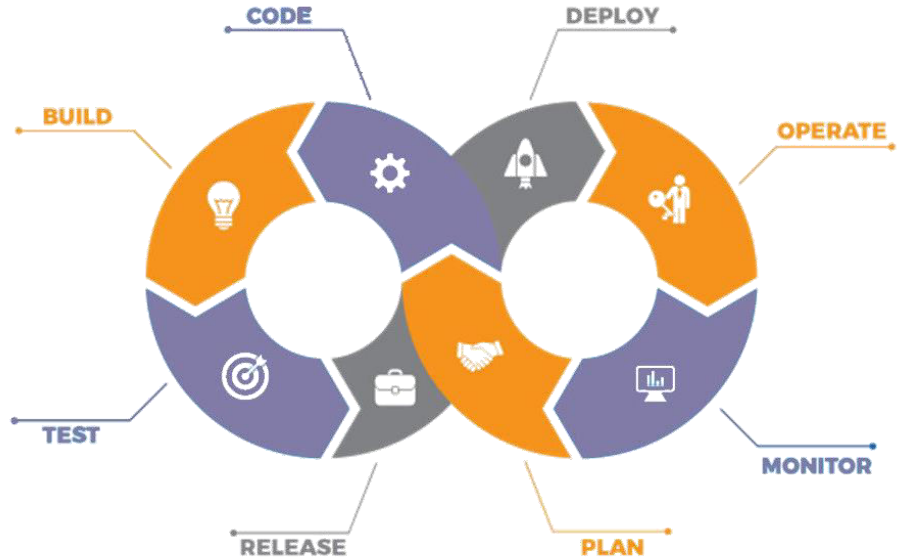 CODE
DEPLOY
BUILD
OPERATE
TEST
MONITOR
RELEASE
PLAN